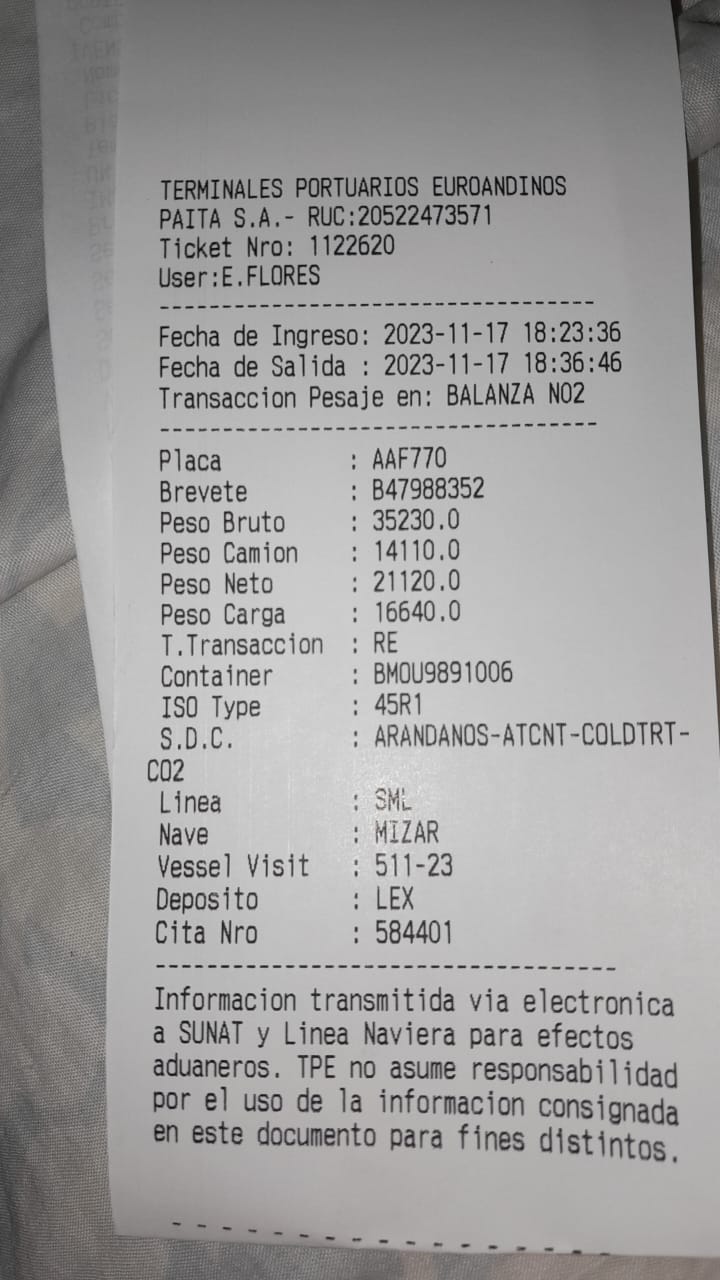 TERMINALES PORTUARIOS EUROANDINOS
PAITA S.A.- RUC:20522473571
Ticket Nro: 1122620
User:E.FLORES
-----------------------------------
Fecha de Ingreso: 2023-11-17 18:23:36
Fecha de Salida : 2023-11-17 18:36:46
Transaccion Pesaje en: BALANZA NO2
-----------------------------------
Placa : AAF770
Brevete : B47988352
Peso Bruto : 35230.0
Peso Camion : 14110.0
Peso Neto : 21120.0
Peso Carga : 16640.0
T.Transaccion : RE
Container : BMOU9891006
ISO Type : 45R1
S.D.C. : ARANDANOS-ATCNT-COLDTRT-
CO2
Linea : SML
Nave : MIZAR
Vessel Visit : 511-23
Deposito : LEX
Cita Nro : 584401
-------------------------------------
Informacion transmitida via electronica
a SUNAT y Linea Naviera para efectos
aduaneros. TPE no asume responsabilidad
por el uso de la informacion consignada
en este documento para fines distintos.
- - - - - - - - - - - - - - - - - -